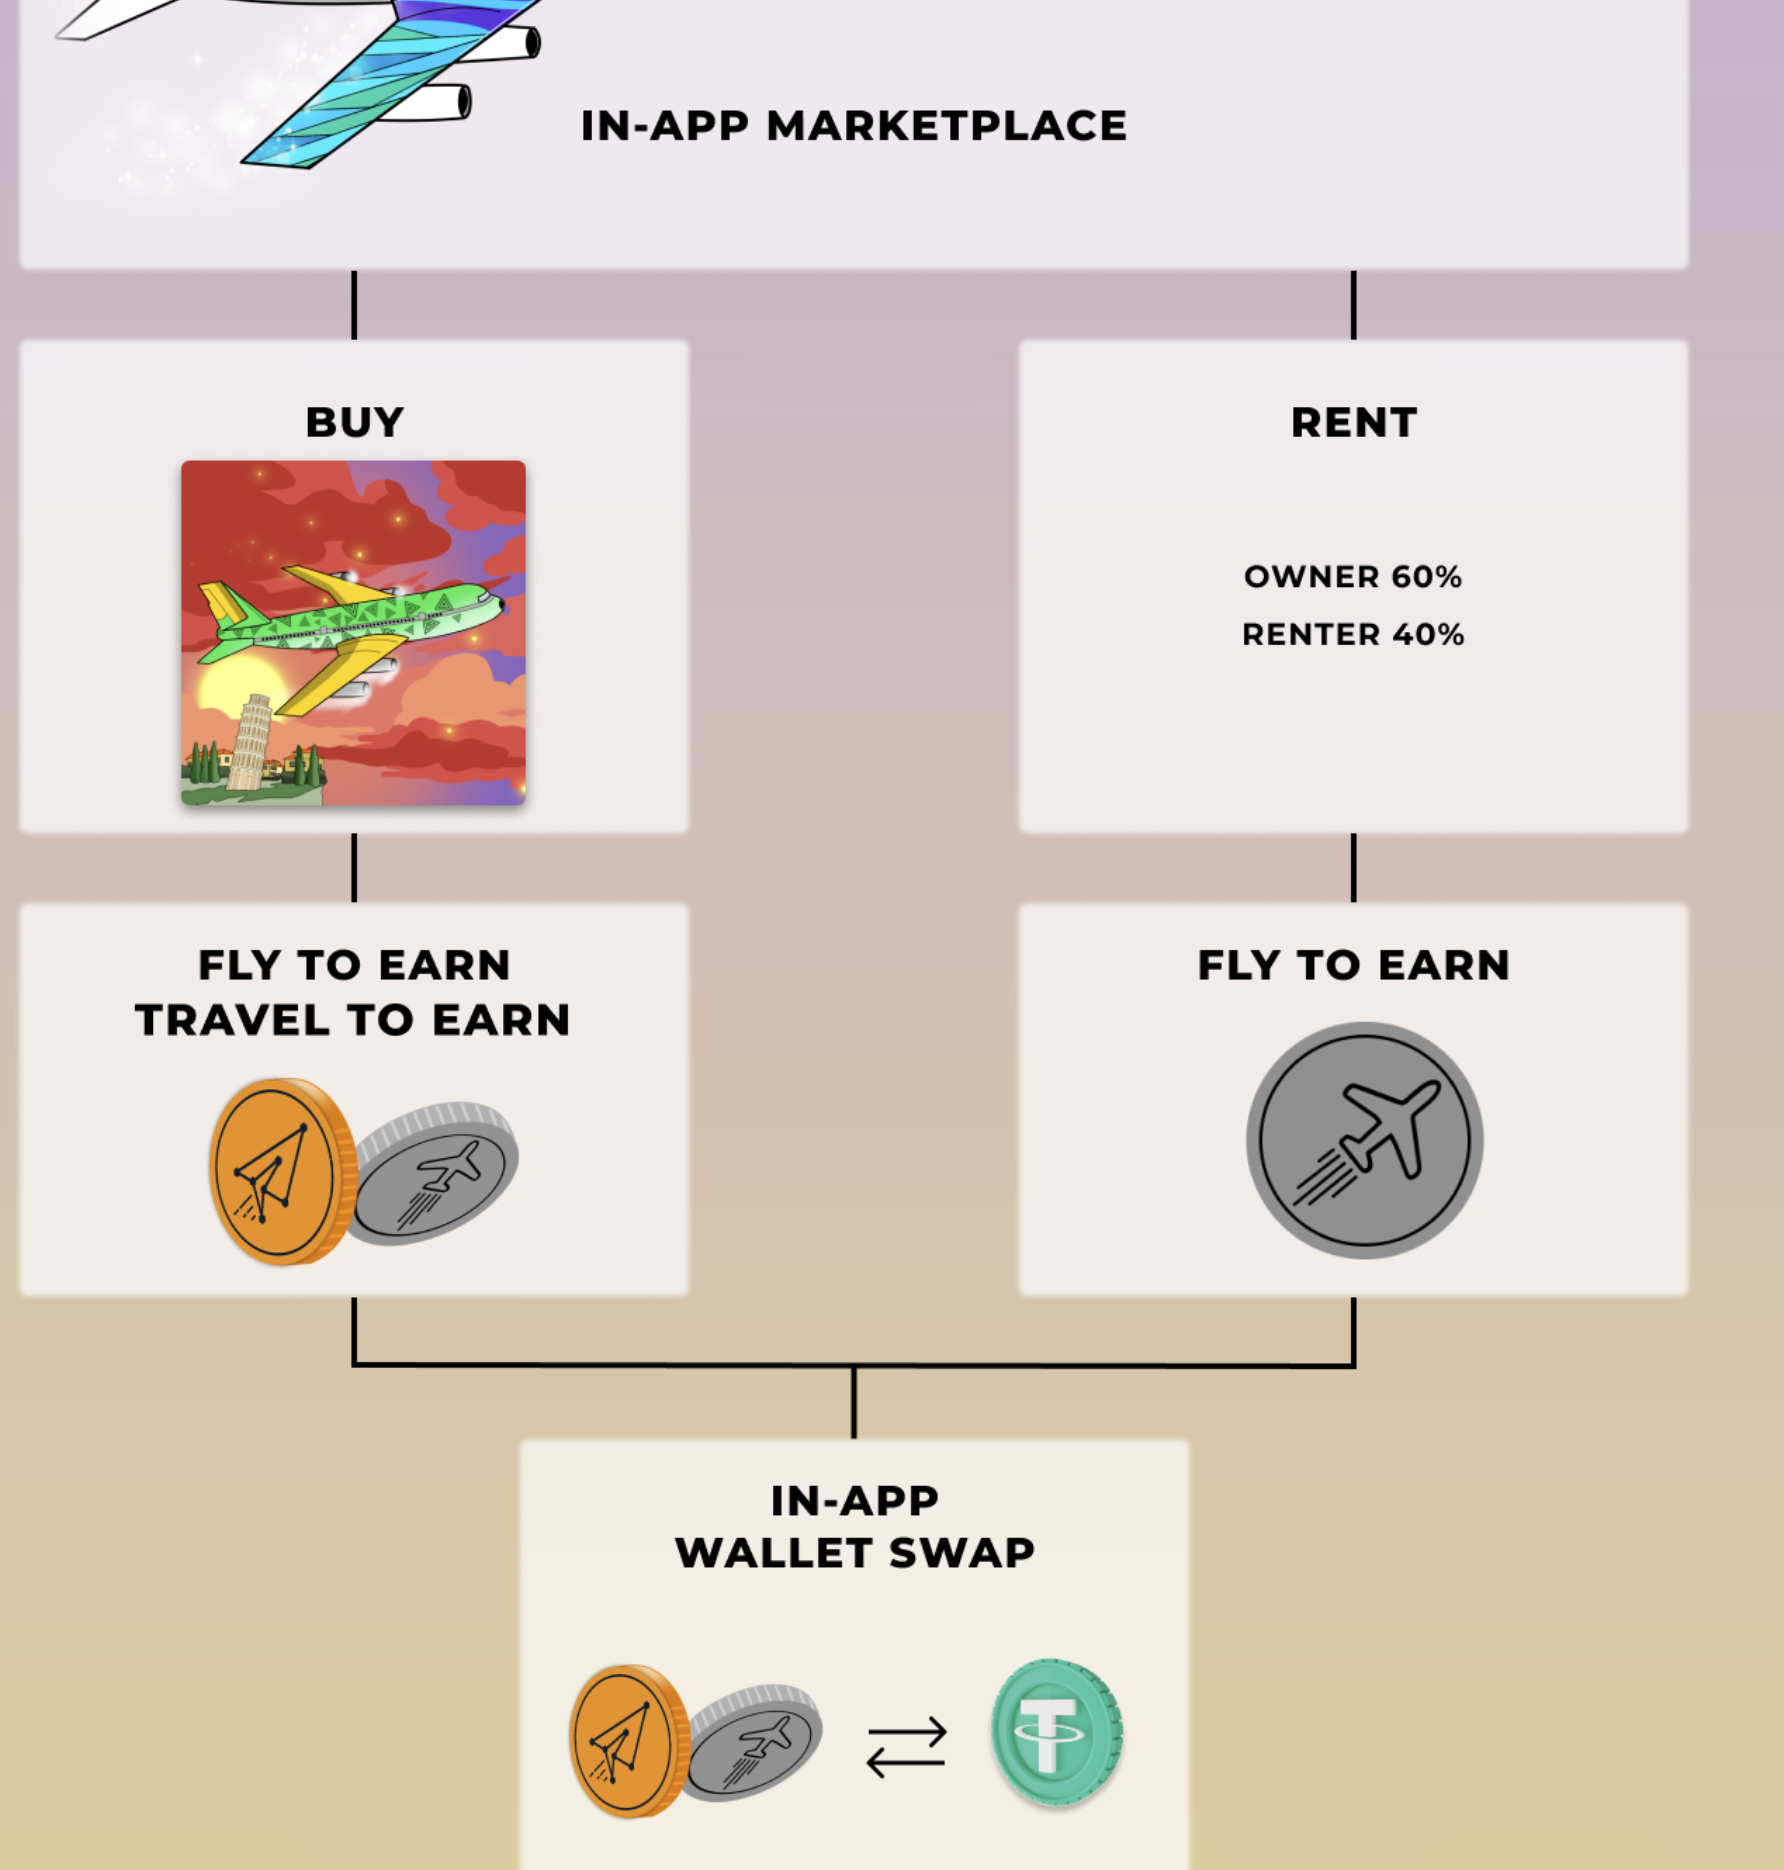 IN-APP MARKETPLACE
BUY
RENT
OWNER 60%
RENTER 40%
FLY TO EARN
TRAVEL TO EARN
FLY TO EARN
IN-APP
WALLET SWAP